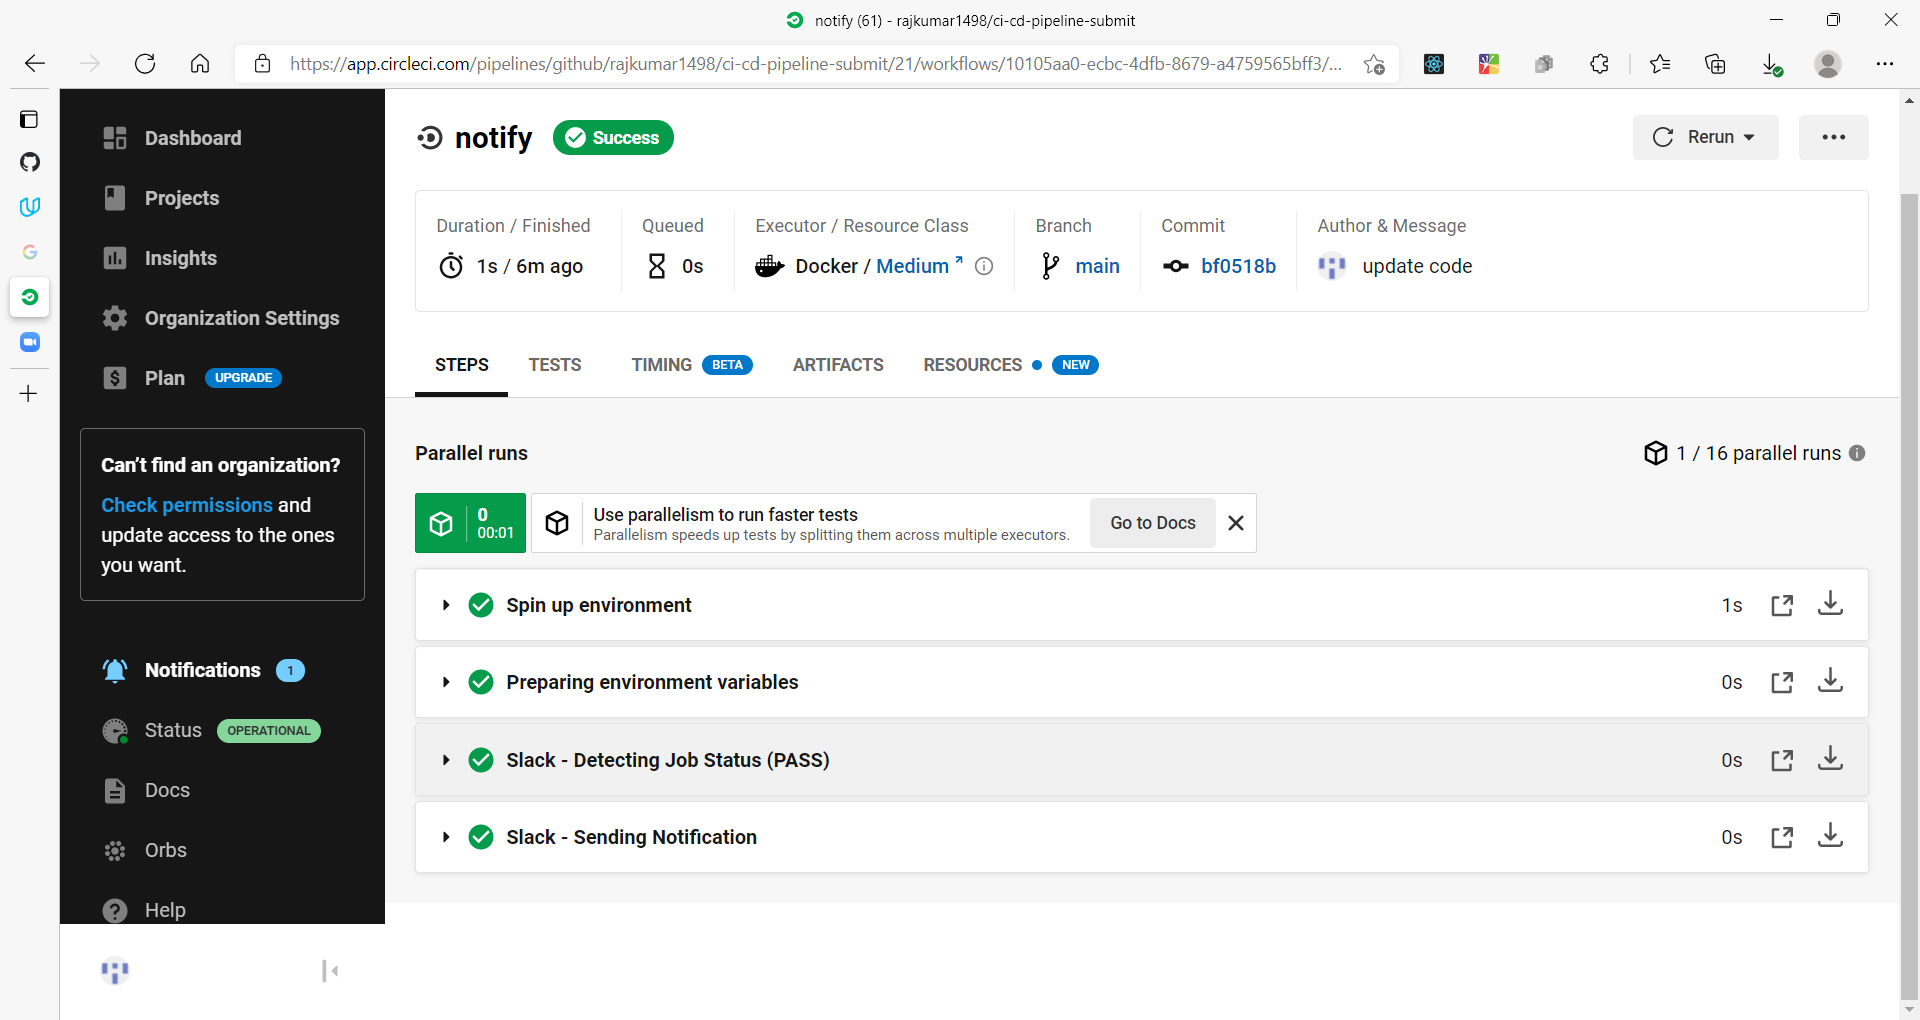 notify (61) - rajkumar1498/ci-cd-pipeline-submit
https://app.circleci.com/pipelines/github/rajkumar1498/ci-cd-pipeline-submit/21/workflows/10105aa0-ecbc-4dfb-8679-a4759565bff3/...
Dashboard
Projects
Insights
Organization Settings
Plan UPGRADE
Can't find an organization?
Check permissions and
update access to the ones
you want.
Notifications 1
Status OPERATIONAL
Docs
Orbs
Help
notify Success
Rerun
Duration / Finished
1s / 6m ago
Queued
0s
Executor / Resource Class
Docker / Medium
Branch
main
Commit
bf0518b
Author & Message
update code
STEPS TESTS TIMING BETA ARTIFACTS RESOURCES NEW
Parallel runs
1 / 16 parallel runs
0
00:01
Use parallelism to run faster tests
Parallelism speeds up tests by splitting them across multiple executors.
Go to Docs
Spin up environment 1s
Preparing environment variables 0s
Slack - Detecting Job Status (PASS) 0s
Slack - Sending Notification 0s